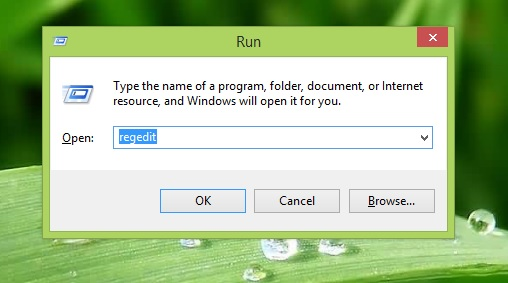 Run
Type the name of a program, folder, document, or Internet
resource, and Windows will open it for you.
Open: regedit
OK Cancel Browse...